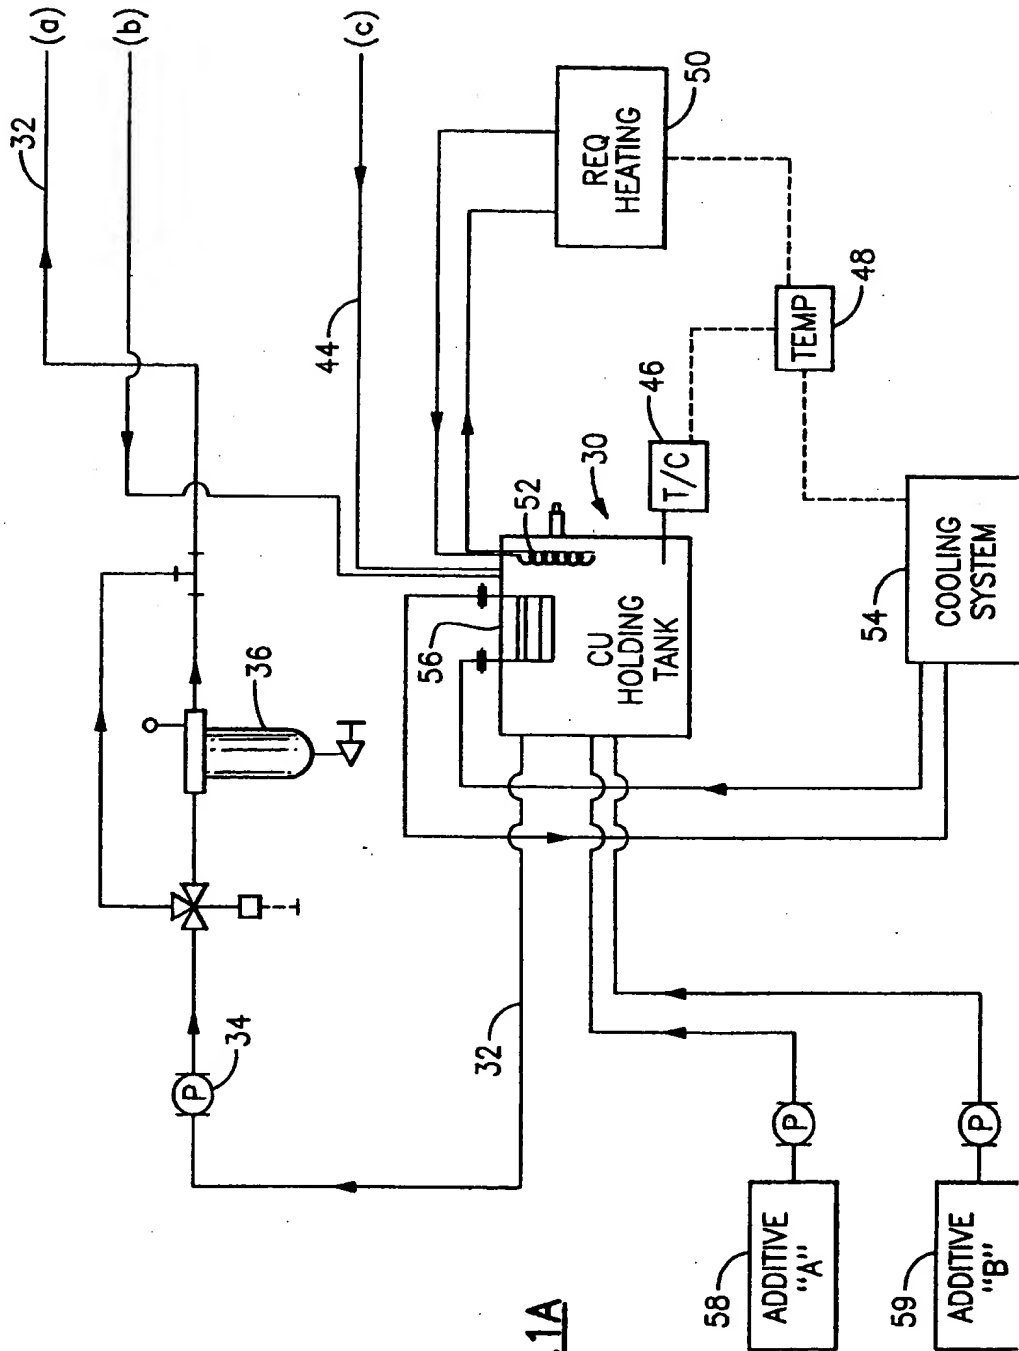 (a)
(b)
(c)
32
44
REQ
HEATING
50
TEMP
48
T/C
46
30
52
36
56
CU
HOLDING
TANK
54
COOLING
SYSTEM
P
34
32
P
P
58
ADDITIVE
"A"
59
ADDITIVE
"B"
1A